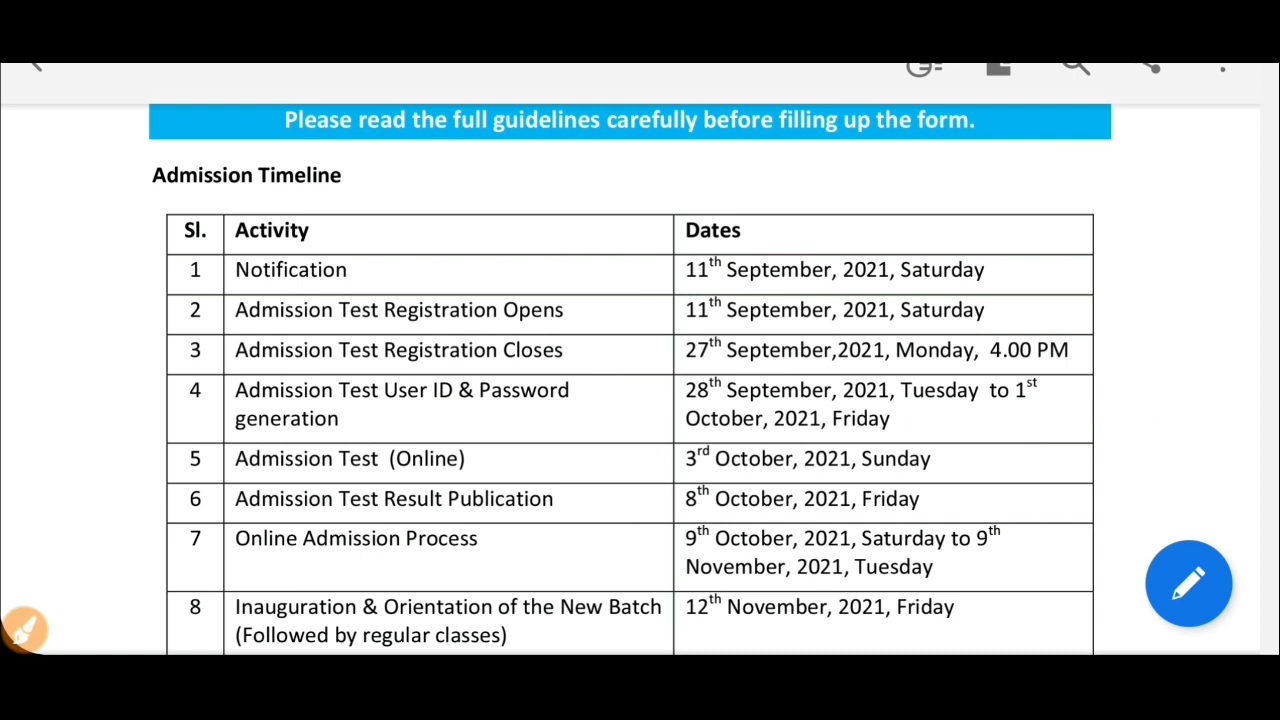 Please read the full guidelines carefully before filling up the form.
Admission Timeline
Sl. Activity Dates
1 Notification 11th September, 2021, Saturday
2 Admission Test Registration Opens 11th September, 2021, Saturday
3 Admission Test Registration Closes 27th September,2021, Monday, 4.00 PM
4 Admission Test User ID & Password 28th September, 2021, Tuesday to 1st
generation October, 2021, Friday
5 Admission Test (Online) 3rd October, 2021, Sunday
6 Admission Test Result Publication 8th October, 2021, Friday
7 Online Admission Process 9th October, 2021, Saturday to 9th
November, 2021, Tuesday
8 Inauguration & Orientation of the New Batch 12th November, 2021, Friday
(Followed by regular classes)